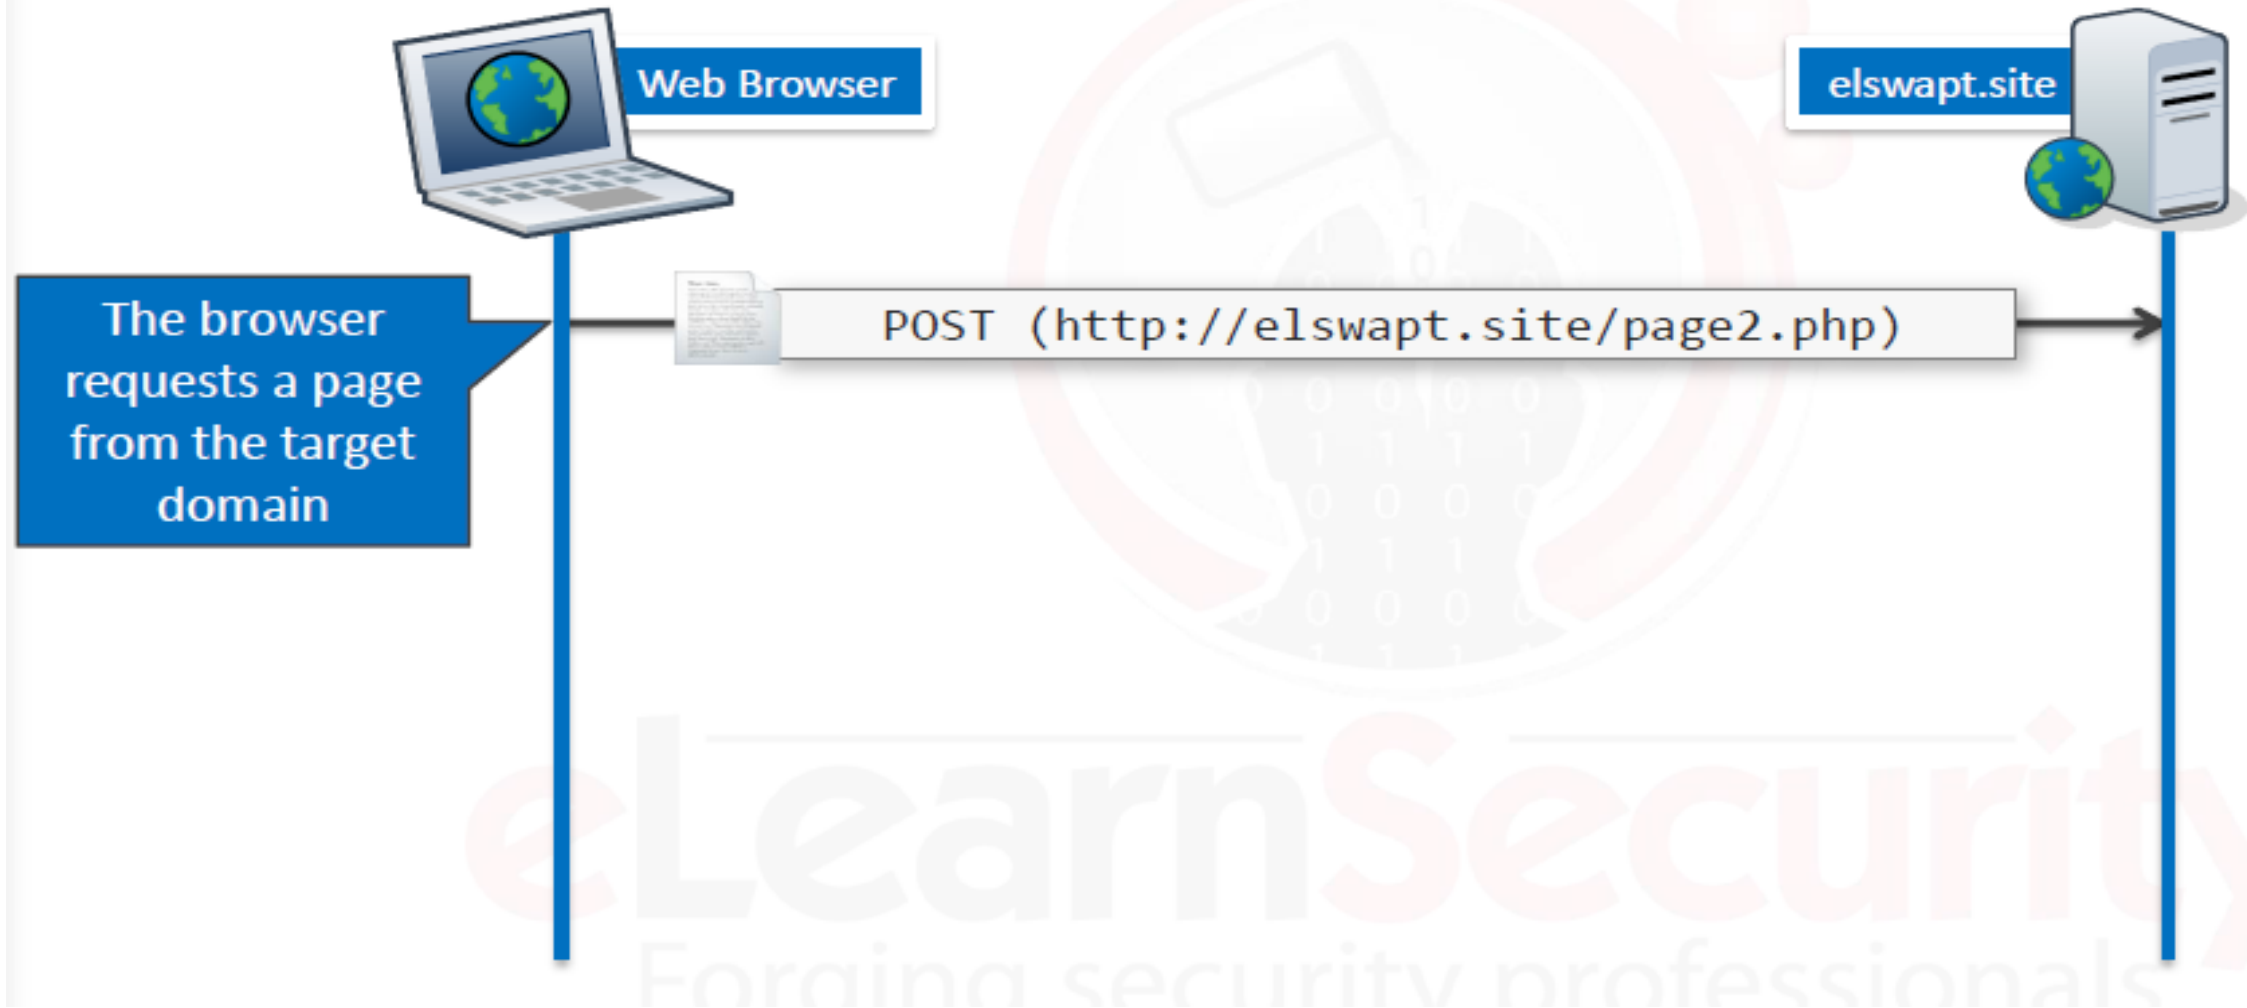 Web Browser
elswapt.site
The browser
requests a page
from the target
domain
POST (http://elswapt.site/page2.php)
eLearnSecurity
Forging security professionals